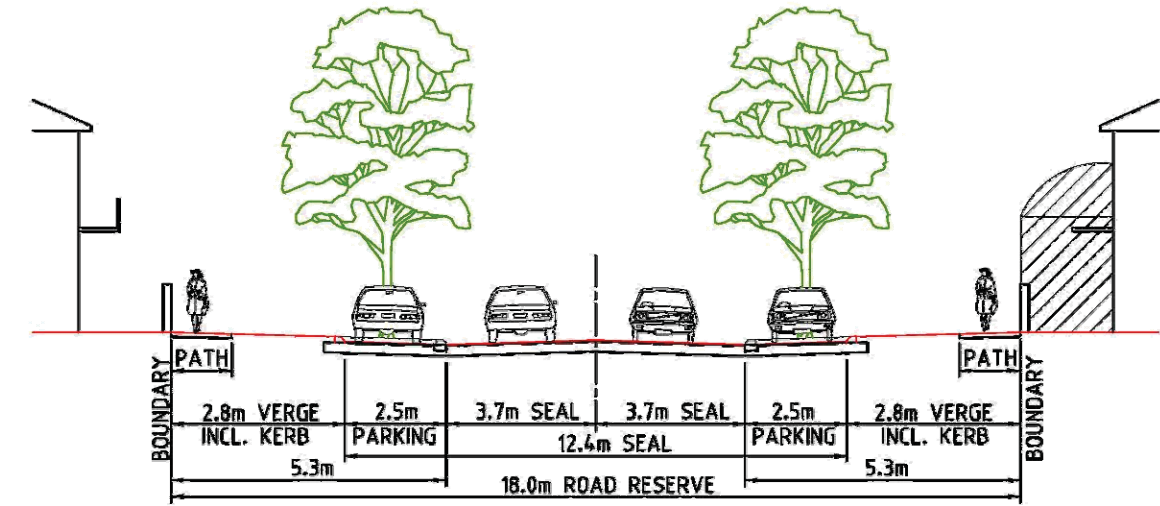 PATH
PATH
BOUNDARY
2.8m VERGE
INCL. KERB
2.5m
PARKING
3.7m SEAL
3.7m SEAL
2.5m
PARKING
2.8m VERGE
INCL. KERB
BOUNDARY
12.4m SEAL
5.3m
5.3m
18.0m ROAD RESERVE